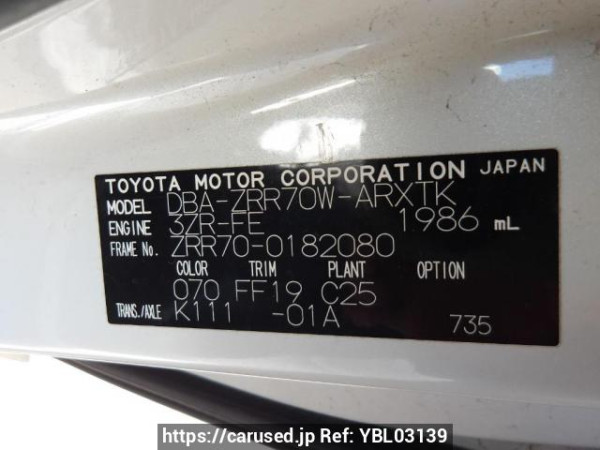 TOYOTA MOTOR CORPORATION JAPAN
MODEL DBA-ZRR70W-ARXTK
ENGINE 3ZR-FE 1986 mL
FRAME No. ZRR70-0182080
COLOR TRIM PLANT OPTION
070 FF19 C25
TRANS./AXLE K111 -01A 735
https://carused.jp Ref: YBL03139